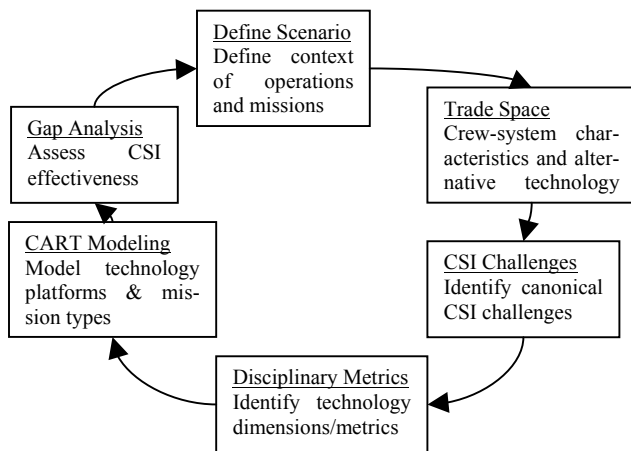 Define Scenario
Define context
of operations
and missions
Trade Space
Crew-system char-
acteristics and alter-
native technology
CSI Challenges
Identify canonical
CSI challenges
Disciplinary Metrics
Identify technology
dimensions/metrics
CART Modeling
Model technology
platforms & mis-
sion types
Gap Analysis
Assess CSI
effectiveness